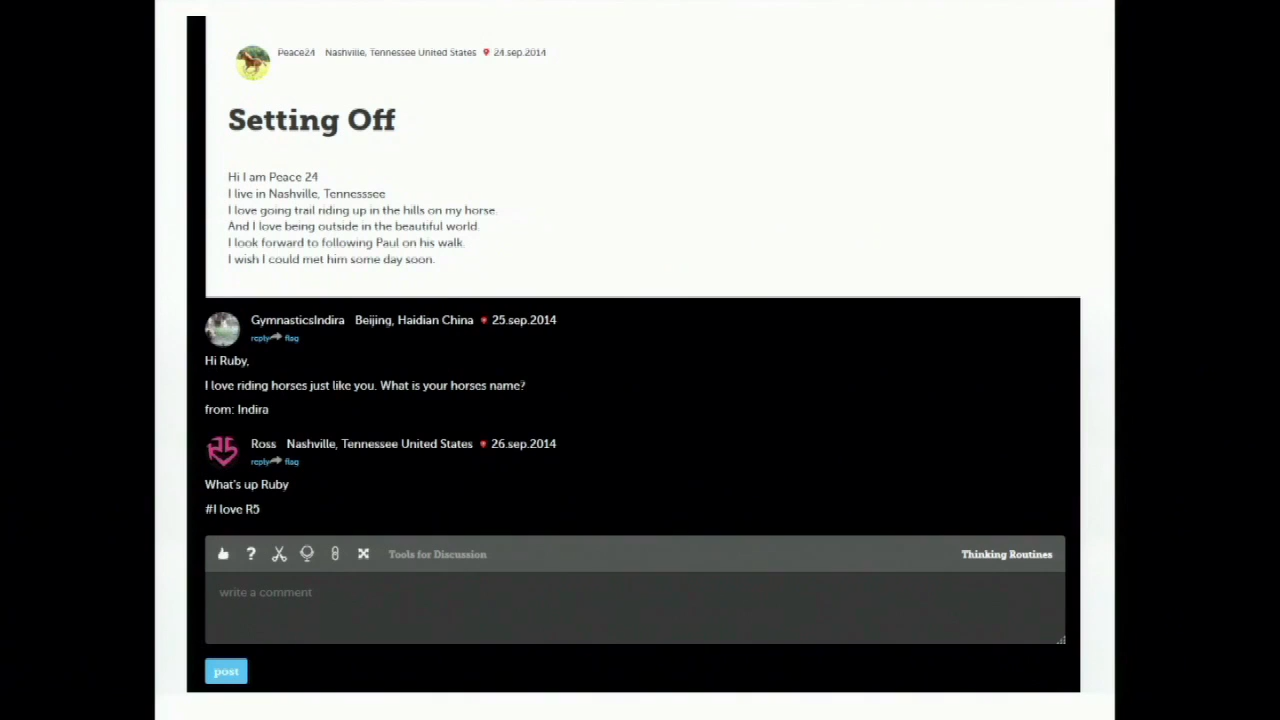 Peace24 Nashville, Tennessee United States 24.sep.2014
Setting Off
Hi I am Peace 24
I live in Nashville, Tennesssee
I love going trail riding up in the hills on my horse.
And I love being outside in the beautiful world.
I look forward to following Paul on his walk.
I wish I could met him some day soon.
GymnasticsIndira Beijing, Haidian China 25.sep.2014
reply flag
Hi Ruby,
I love riding horses just like you. What is your horses name?
from: Indira
R5
Ross Nashville, Tennessee United States 26.sep.2014
reply flag
What's up Ruby
#I love R5
? Tools for Discussion Thinking Routines
write a comment
post